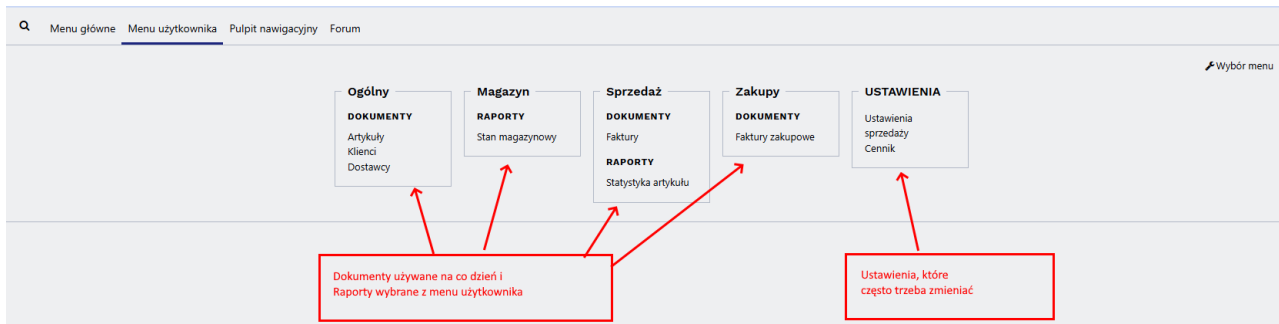 Menu główne Menu użytkownika Pulpit nawigacyjny Forum
Wybór menu
Ogólny
DOKUMENTY
Artykuły
Klienci
Dostawcy
Magazyn
RAPORTY
Stan magazynowy
Sprzedaż
DOKUMENTY
Faktury
RAPORTY
Statystyka artykułu
Zakupy
DOKUMENTY
Faktury zakupowe
USTAWIENIA
Ustawienia
sprzedaży
Cennik
Dokumenty używane na co dzień i
Raporty wybrane z menu użytkownika
Ustawienia, które
często trzeba zmieniać